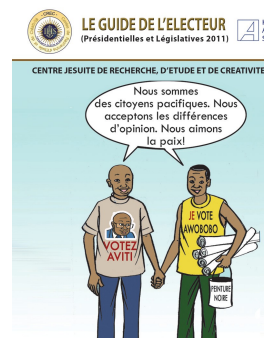 LE GUIDE DE L'ELECTEUR
(Présidentielles et Législatives 2011)
CENTRE JESUITE DE RECHERCHE, D'ETUDE ET DE CREATIVITE
Nous sommes
des citoyens pacifiques. Nous
acceptons les différences
d'opinion. Nous aimons
la paix!
VOTEZ
AVITI
JE VOTE
AWOBOBO
PEINTURE
NOIRE